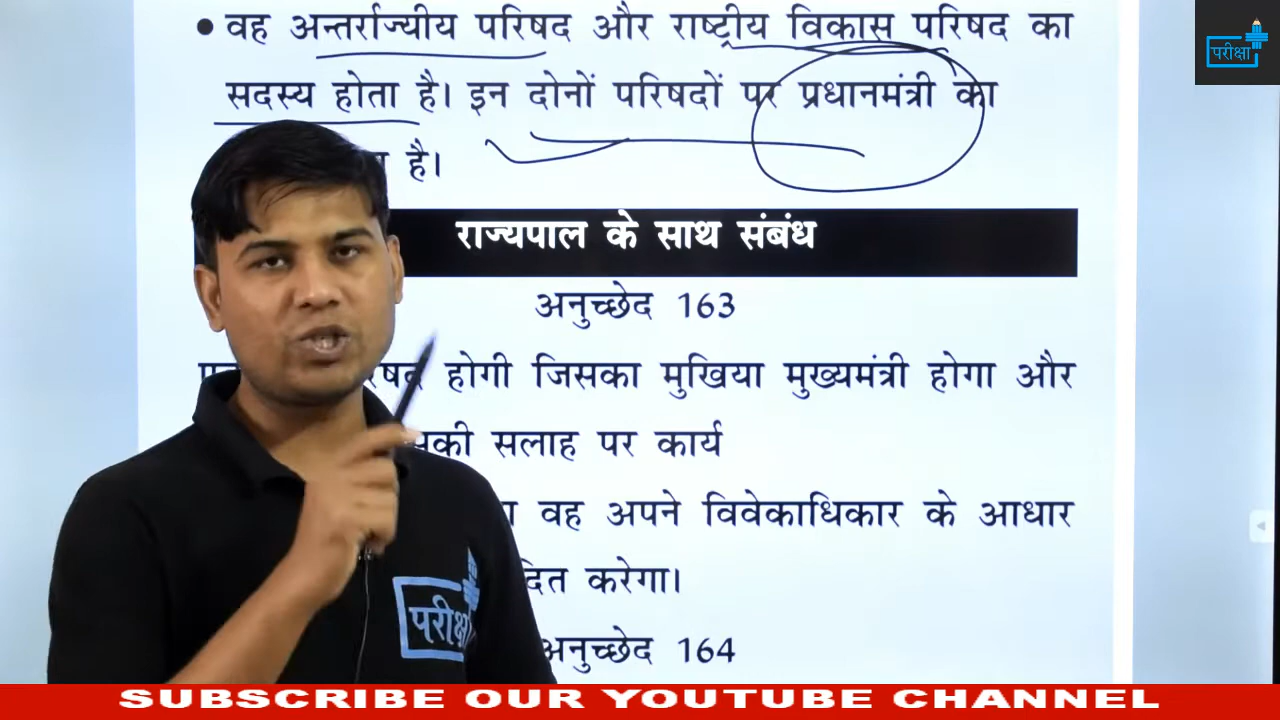 • वह अन्तर्राज्यीय परिषद और राष्ट्रीय विकास परिषद का
परीक्षा
सदस्य होता है। इन दोनों परिषदों पर प्रधानमंत्री का
है।
राज्यपाल के साथ संबंध
अनुच्छेद 163
होगी जिसका मुखिया मुख्यमंत्री होगा और
सलाह पर कार्य
वह अपने विवेकाधिकार के आधार
करेगा।
परीक्षा
अनुच्छेद 164
SUBSCRIBE OUR YOUTUBE CHANNEL